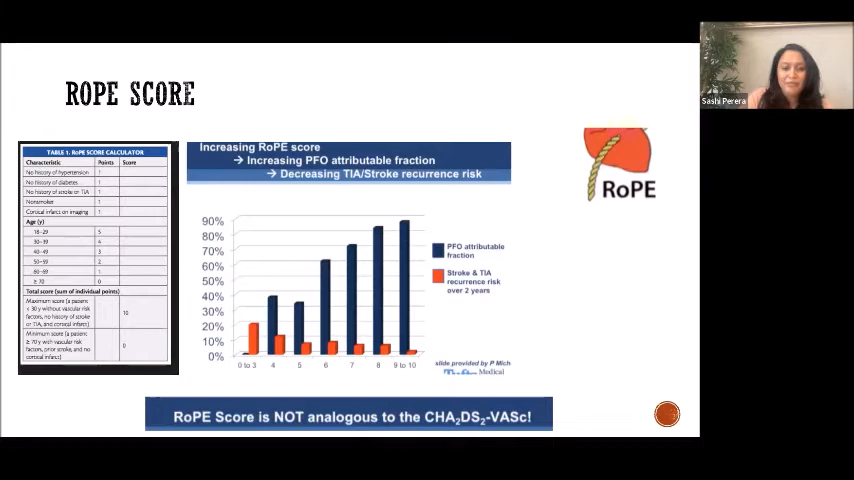 ROPE SCORE
Sashi Perera
TABLE 1. RoPE SCORE CALCULATOR
Characteristic Points Score
No history of hypertension 1
No history of diabetes 1
No history of stroke or TIA 1
Nonsmoker 1
Cortical infarct on imaging 1
Age (y)
18-29 5
30-39 4
40-49 3
50-59 2
60-69 1
≥ 70 0
Total score (sum of individual points)
Maximum score (a patient
< 30 y without vascular risk
factors, no history of stroke
or TIA, and cortical infarct)
10
Minimum score (a patient
≥ 70 y with vascular risk
factors, prior stroke, and no
cortical infarct)
0
Increasing RoPE score
→ Increasing PFO attributable fraction
→ Decreasing TIA/Stroke recurrence risk
90%
80%
70%
60%
50%
40%
30%
20%
10%
0%
0 to 3 4 5 6 7 8 9 to 10
PFO attributable
fraction
Stroke & TIA
recurrence risk
over 2 years
slide provided by P Mich
Medical
RoPE
RoPE Score is NOT analogous to the CHA₂DS₂-VASc!